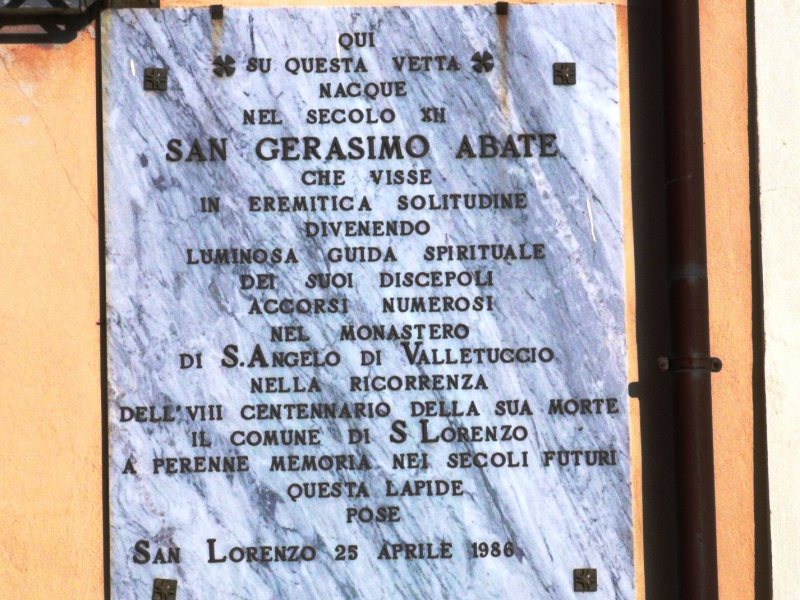 QUI
SU QUESTA VETTA
NACQUE
NEL SECOLO XII
SAN GERASIMO ABATE
CHE VISSE
IN EREMITICA SOLITUDINE
DIVENENDO
LUMINOSA GUIDA SPIRITUALE
DEI SUOI DISCEPOLI
ACCORSI NUMEROSI
NEL MONASTERO
DI S.ANGELO DI VALLETUCCIO
NELLA RICORRENZA
DELL'VIII CENTENNARIO DELLA SUA MORTE
IL COMUNE DI S LORENZO
A PERENNE MEMORIA NEI SECOLI FUTURI
QUESTA LAPIDE
POSE
SAN LORENZO 25 APRILE 1986